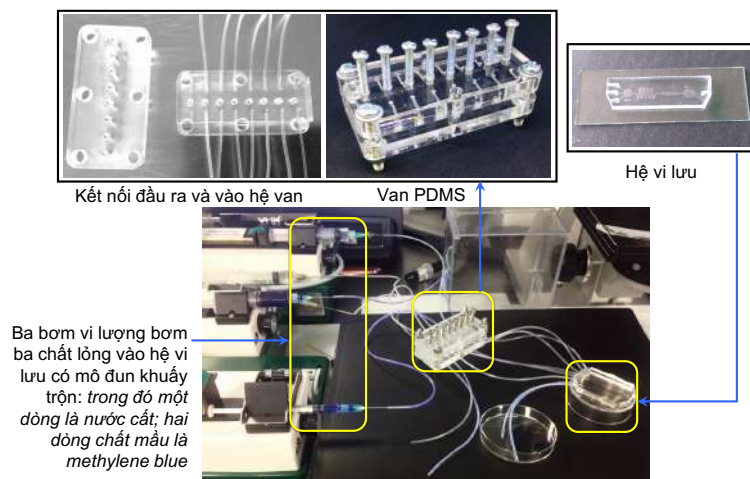 Kết nối đầu ra và vào hệ van
Van PDMS
Hệ vi lưu
Ba bơm vi lượng bơm
ba chất lỏng vào hệ vi
lưu có mô đun khuấy
trộn: trong đó một
dòng là nước cất; hai
dòng chất mầu là
methylene blue